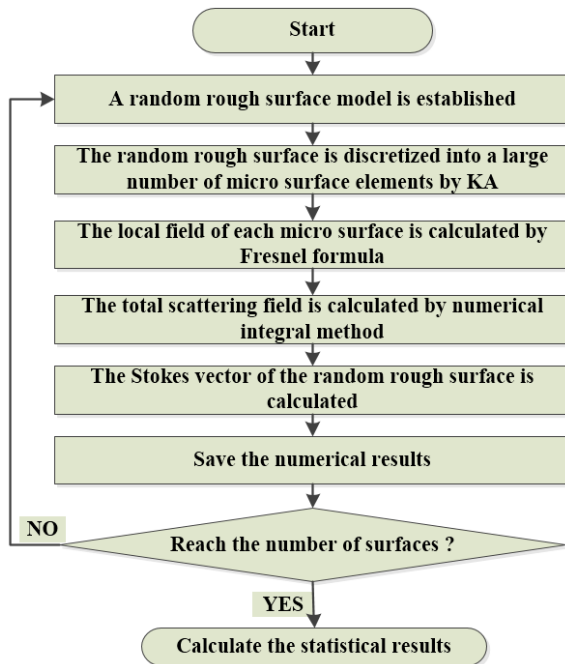 Start
A random rough surface model is established
The random rough surface is discretized into a large
number of micro surface elements by KA
The local field of each micro surface is calculated by
Fresnel formula
The total scattering field is calculated by numerical
integral method
The Stokes vector of the random rough surface is
calculated
Save the numerical results
NO
Reach the number of surfaces ?
YES
Calculate the statistical results